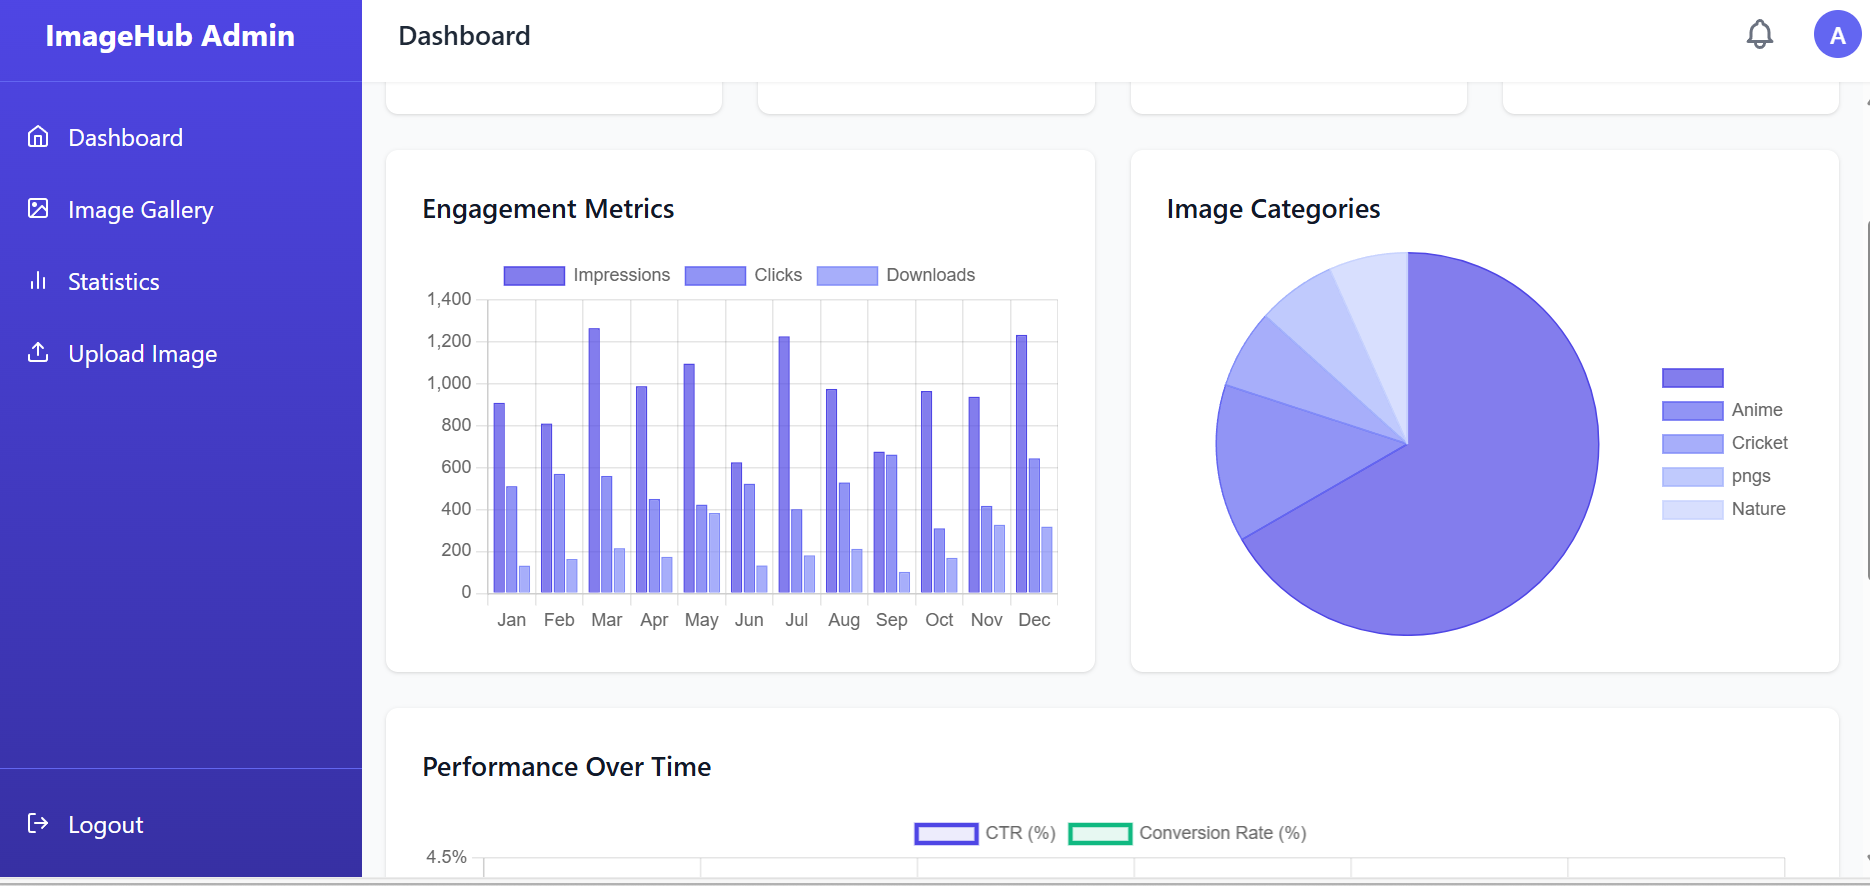 ImageHub Admin
Dashboard
A
Dashboard
Image Gallery
Statistics
Upload Image
Logout
Engagement Metrics
Impressions Clicks Downloads
1,400
1,200
1,000
800
600
400
200
0
Jan Feb Mar Apr May Jun Jul Aug Sep Oct Nov Dec
Image Categories
Anime
Cricket
pngs
Nature
Performance Over Time
CTR (%) Conversion Rate (%)
4.5%